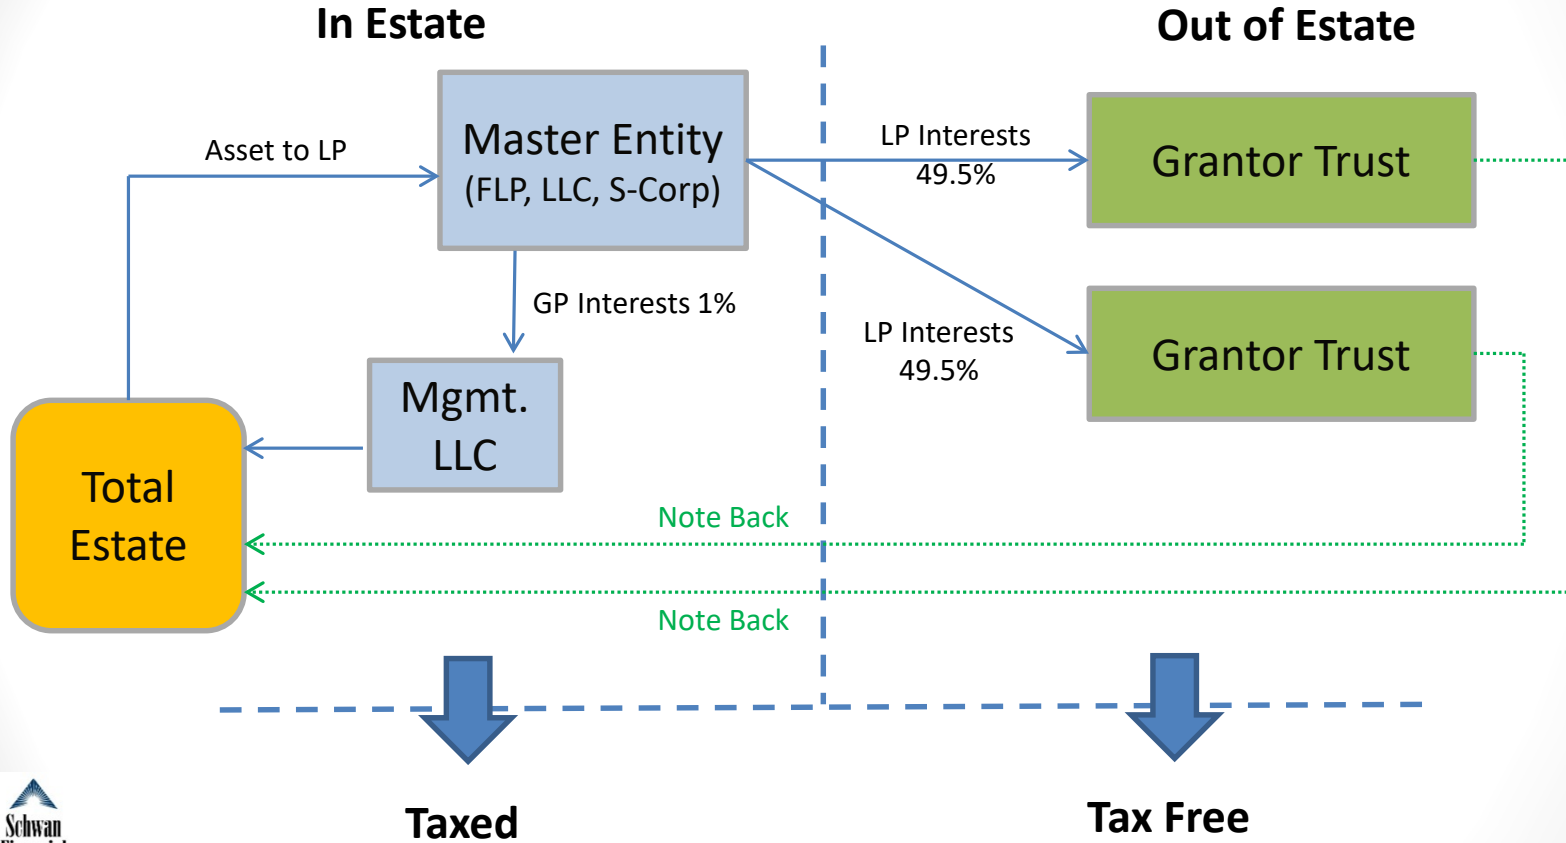 In Estate
Out of Estate
Asset to LP
Master Entity
(FLP, LLC, S-Corp)
LP Interests
49.5%
Grantor Trust
GP Interests 1%
LP Interests
49.5%
Grantor Trust
Mgmt.
LLC
Total
Estate
Note Back
Note Back
Taxed
Tax Free
Schwan